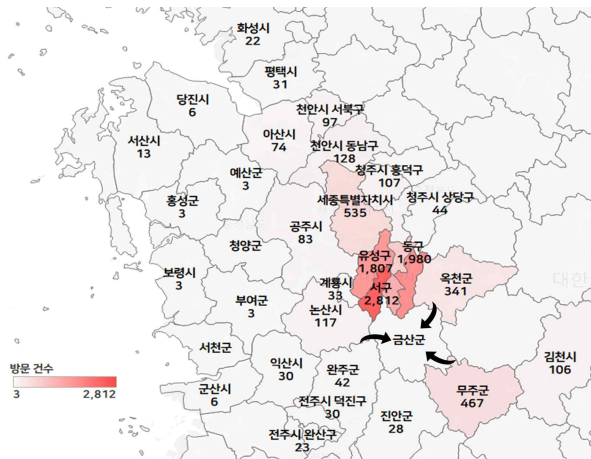 화성시
22
평택시
31
당진시
6
천안시 서북구
97
서산시
13
아산시
74
천안시 동남구
128
예산군
3
청주시 흥덕구
107
홍성군
3
세종특별자치시
535
청주시 상당구
44
공주시
83
청양군
유성구
1,807
동구
1,980
보령시
3
계룡시
33
서구
2,812
옥천군
341
대한
부여군
3
논산시
117
서천군
금산군
방문 건수
3
2,812
익산시
30
완주군
42
김천시
106
군산시
6
전주시 덕진구
30
무주군
467
진안군
28
전주시 완산구
23